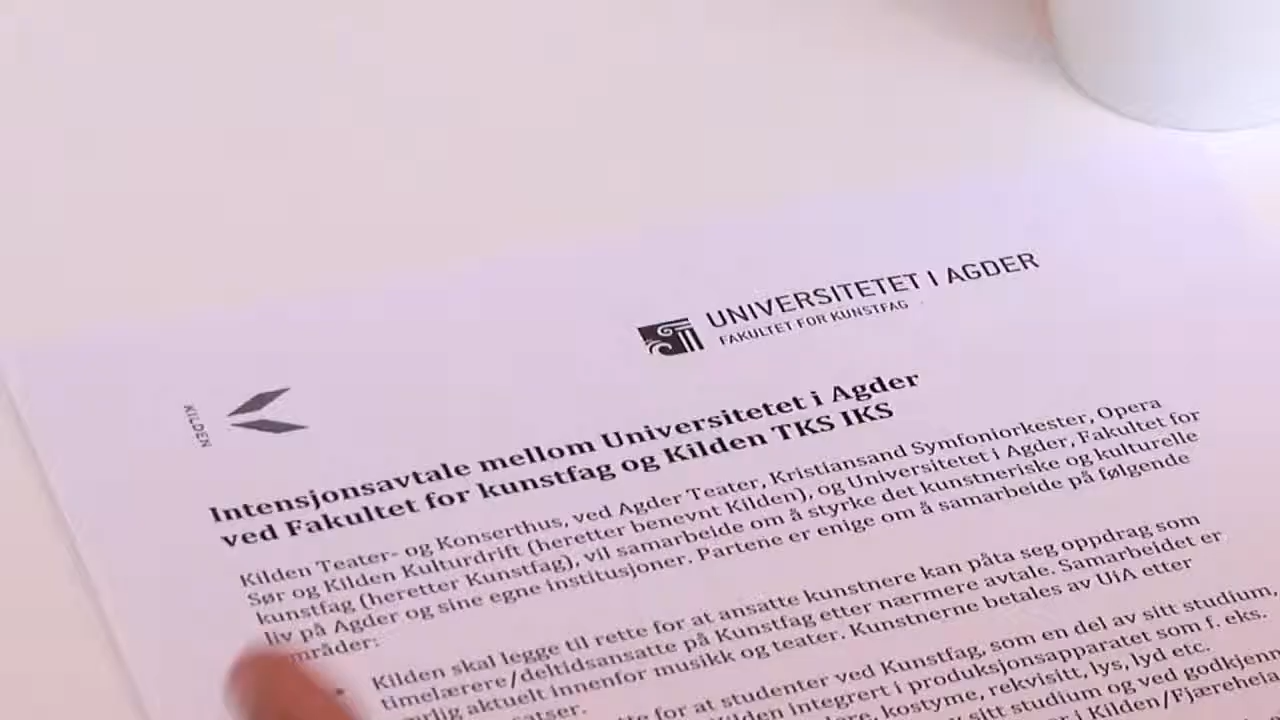 UNIVERSITETET I AGDER
FAKULTET FOR KUNSTFAG
KILDEN
Intensjonsavtale mellom Universitetet i Agder
ved Fakultet for kunstfag og Kilden TKS IKS
Kilden Teater- og Konserthus, ved Agder Teater, Kristiansand Symfoniorkester, Opera
Sør og Kilden Kulturdrift (heretter benevnt Kilden), og Universitetet i Agder, Fakultet for
kunstfag (heretter Kunstfag), vil samarbeide om å styrke det kunstneriske og kulturelle
liv på Agder og sine egne institusjoner. Partene er enige om å samarbeide på følgende
områder:
• Kilden skal legge til rette for at ansatte kunstnere kan påta seg oppdrag som
timelærere/deltidsansatte på Kunstfag etter nærmere avtale. Samarbeidet er
aktuelt innenfor musikk og teater. Kunstnerne betales av UiA etter
for at studenter ved Kunstfag, som en del av sitt studium,
integrert i produksjonsapparatet som f. eks.
kostyme, rekvisitt, lys, lyd etc.
sitt studium og ved godkjenn
i Kilden/Fjæreheia